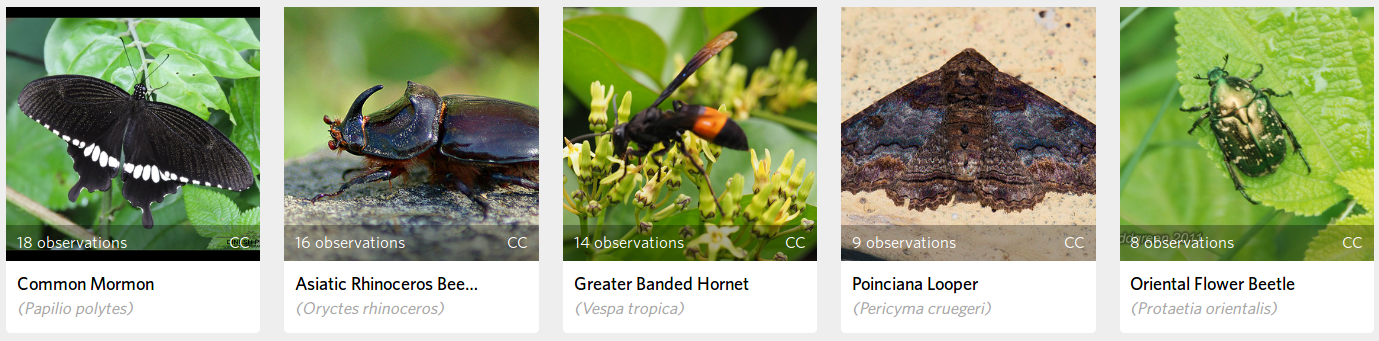 18 observations
CC
Common Mormon
(Papilio polytes)
16 observations
CC
Asiatic Rhinoceros Bee...
(Oryctes rhinoceros)
14 observations
CC
Greater Banded Hornet
(Vespa tropica)
9 observations
CC
Poinciana Looper
(Pericyma cruegeri)
8 observations
2011
CC
Oriental Flower Beetle
(Protaetia orientalis)